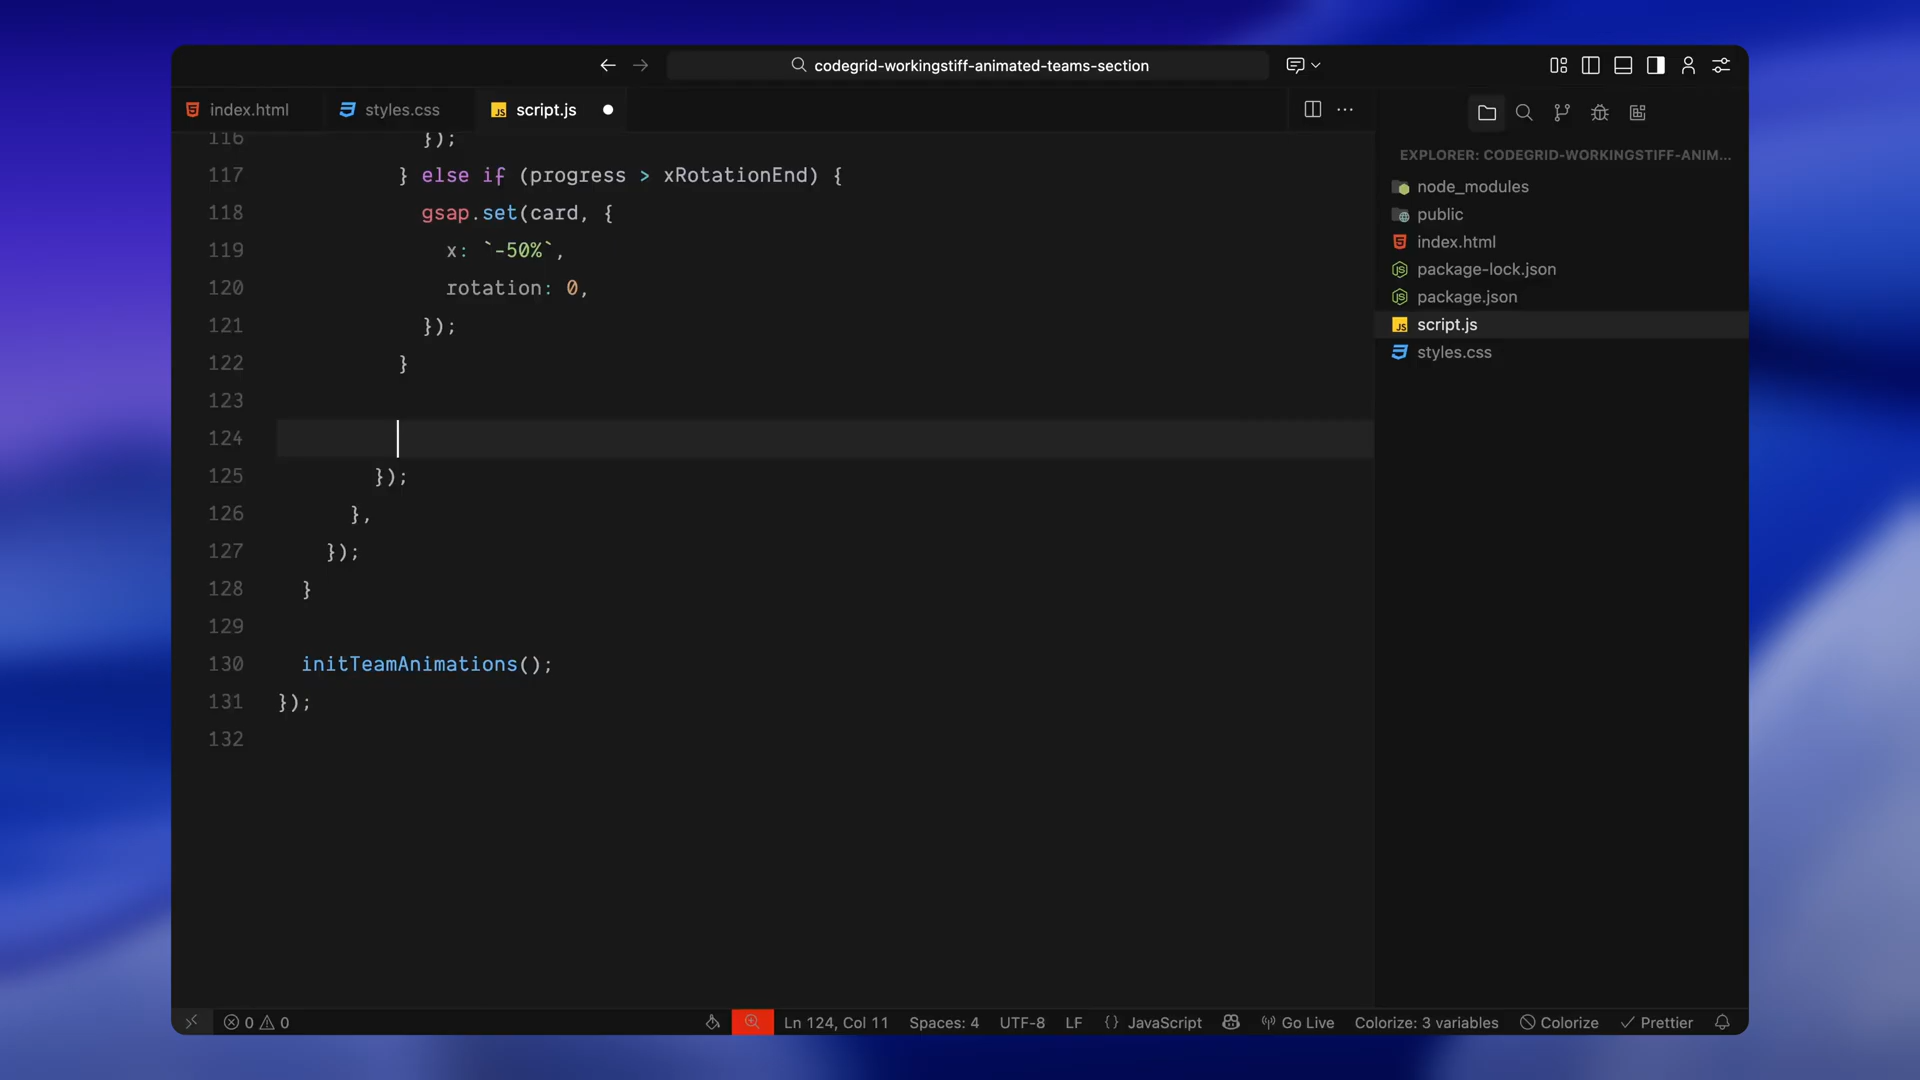 codegrid-workingstiff-animated-teams-section
index.html
styles.css
script.js
116 });
117 } else if (progress > xRotationEnd) {
118 gsap.set(card, {
119 x: `-50%`,
120 rotation: 0,
121 });
122 }
123
124
125 });
126 },
127 });
128 }
129
130 initTeamAnimations();
131 });
132
EXPLORER: CODEGRID-WORKINGSTIFF-ANIM...
node_modules
public
index.html
package-lock.json
package.json
script.js
styles.css
0 0
Ln 124, Col 11
Spaces: 4
UTF-8
LF
{} JavaScript
Go Live
Colorize: 3 variables
Colorize
Prettier